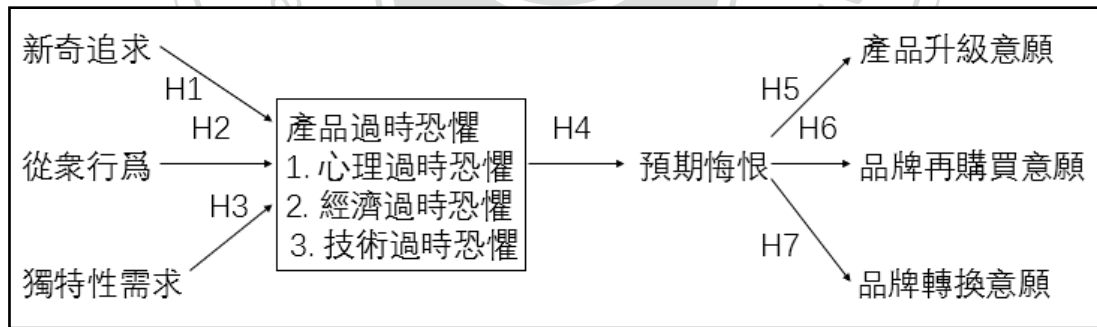 新奇追求
產品升級意願
H1
H5
H2
產品過時恐懼
H4
H6
從衆行爲
1. 心理過時恐懼
預期悔恨
品牌再購買意願
H3
2. 經濟過時恐懼
3. 技術過時恐懼
H7
獨特性需求
品牌轉換意願